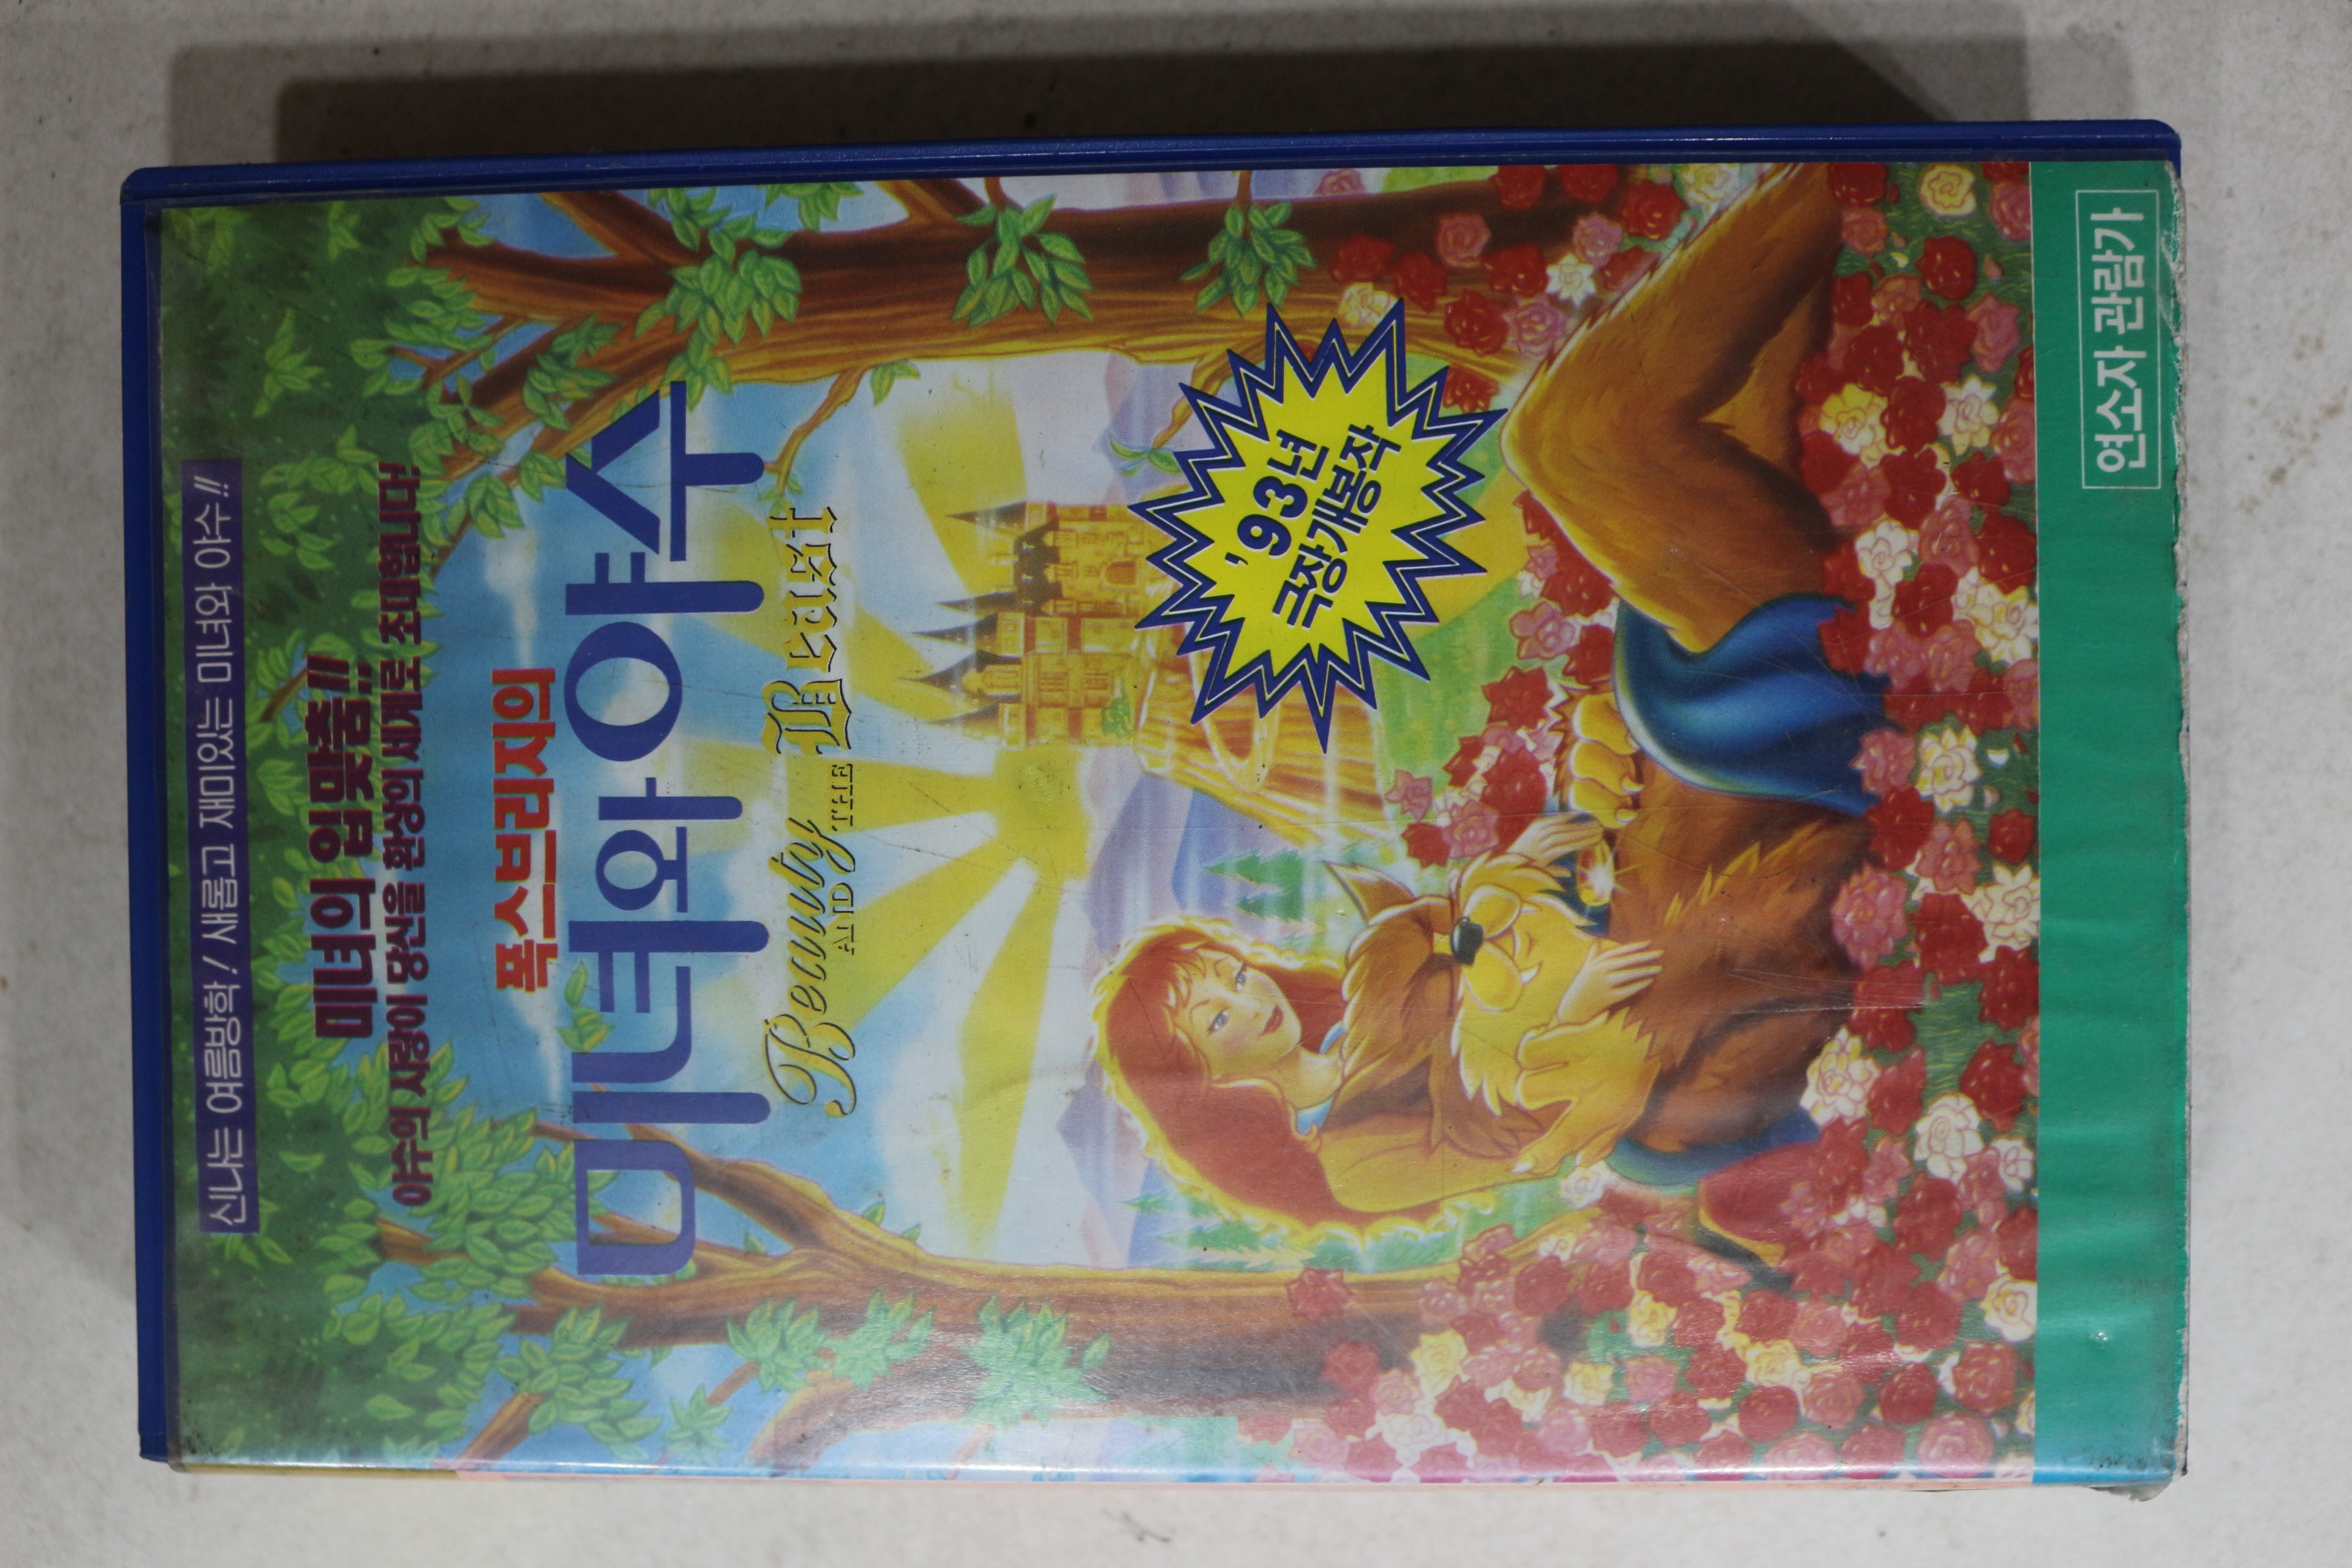 신나는 여름방학! 새롭고 재미있는 미녀와 야수!!
미녀의 입맞춤!!
야수의 사랑이 당신을 환상의 세계로 초대합니다!
폭스브리지의
미녀와 야수
Beauty AND THE Beast
'93년
극장개봉작
연소자 관람가